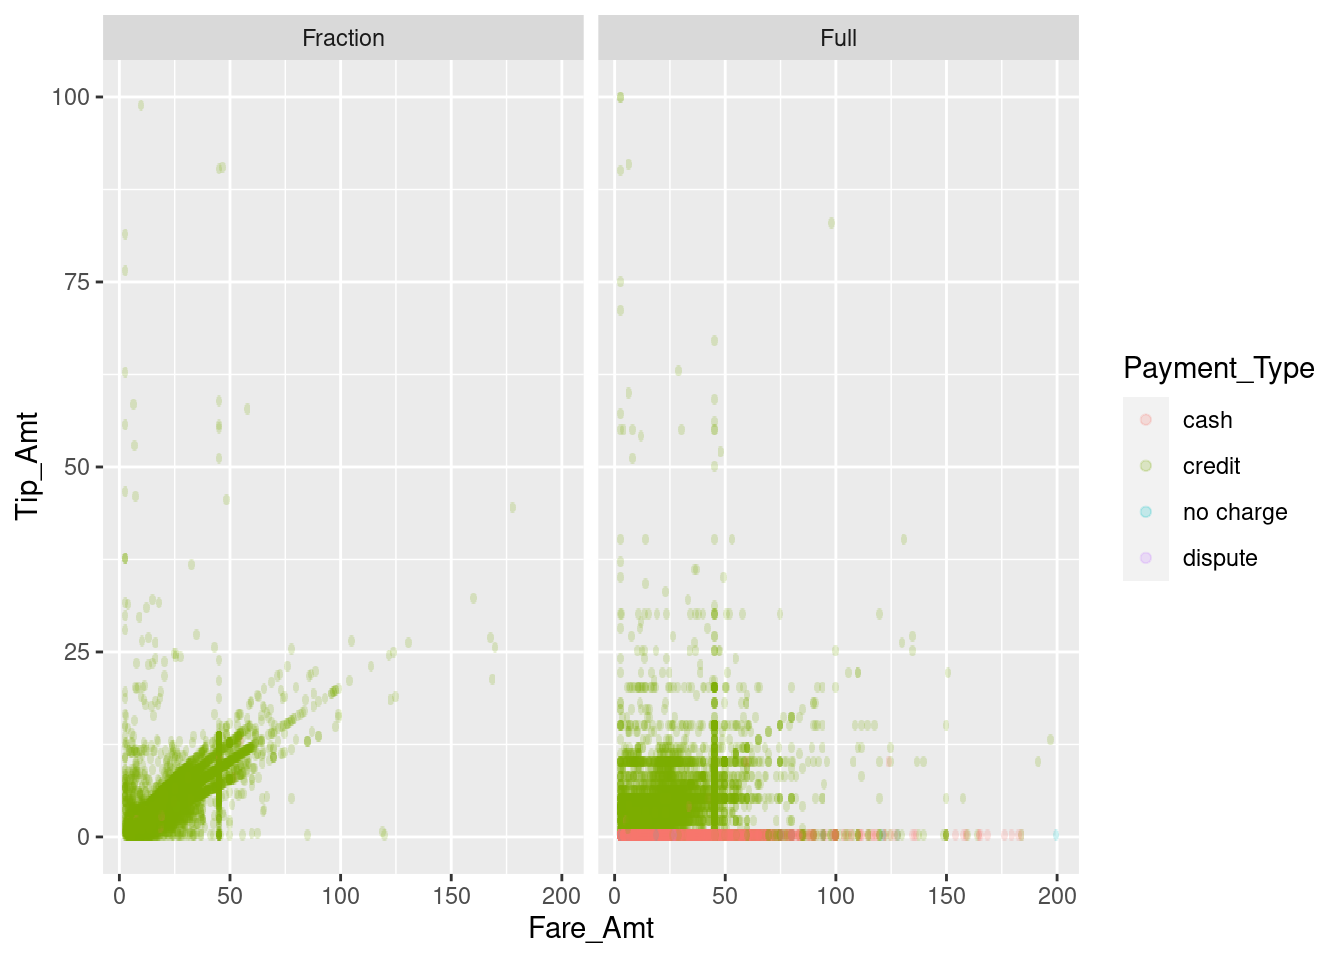 Fraction
Full
100
75
50
25
0
Tip_Amt
0 50 100 150 200
0 50 100 150 200
Fare_Amt
Payment_Type
cash
credit
no charge
dispute